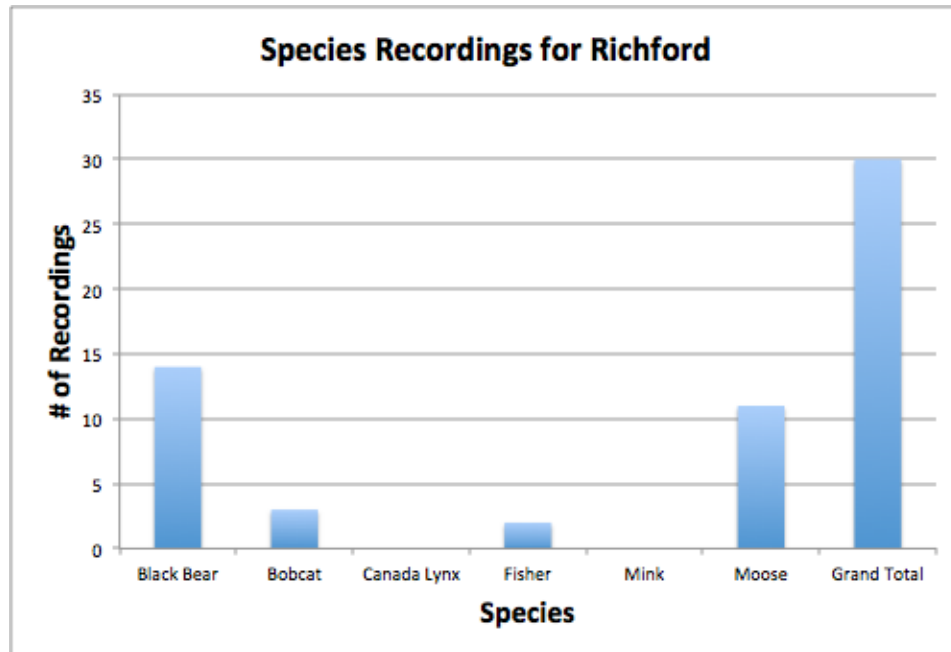 Species Recordings for Richford
35
30
25
20
15
10
5
0
# of Recordings
Black Bear Bobcat Canada Lynx Fisher Mink Moose Grand Total
Species